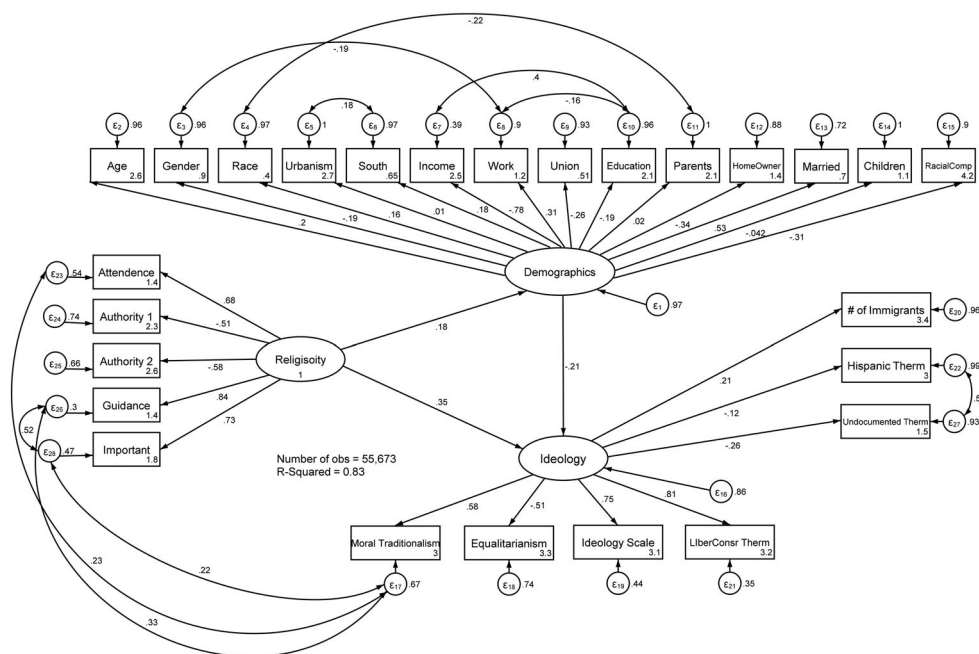 -.22
-.19
.4
.18
-.16
ε2 .96
ε3 .96
ε4 .97
ε5 1
ε6 .97
ε7 .39
ε8 .9
ε9 .93
ε10 .96
ε11 1
ε12 .88
ε13 .72
ε14 1
ε15 .9
Age 2.6
Gender .9
Race .4
Urbanism 2.7
South .65
Income 2.5
Work 1.2
Union .51
Education 2.1
Parents 2.1
HomeOwner 1.4
Married .7
Children 1.1
RacialComp 4.2
.2
-.19
.16
.01
.18
-.78
.31
-.26
-.19
.02
-.34
.53
-.042
-.31
Demographics
ε1 .97
ε23 .54
Attendence 1.4
ε24 .74
Authority 1 2.3
ε25 .66
Authority 2 2.6
ε26 .3
Guidance 1.4
ε28 .47
Important 1.8
.52
.68
-.51
-.58
.84
.73
Religisoity
1
.18
.35
-.21
# of Immigrants 3.4
ε20 .96
Hispanic Therm 3
ε22 .99
Undocumented Therm 1.5
ε27 .93
.21
-.12
-.26
Number of obs = 55,673
R-Squared = 0.83
Ideology
ε16 .86
.58
-.51
.75
.81
Moral Traditionalism 3
Equalitarianism 3.3
Ideology Scale 3.1
LIberConsr Therm 3.2
ε17 .67
ε18 .74
ε19 .44
ε21 .35
.22
.23
.33